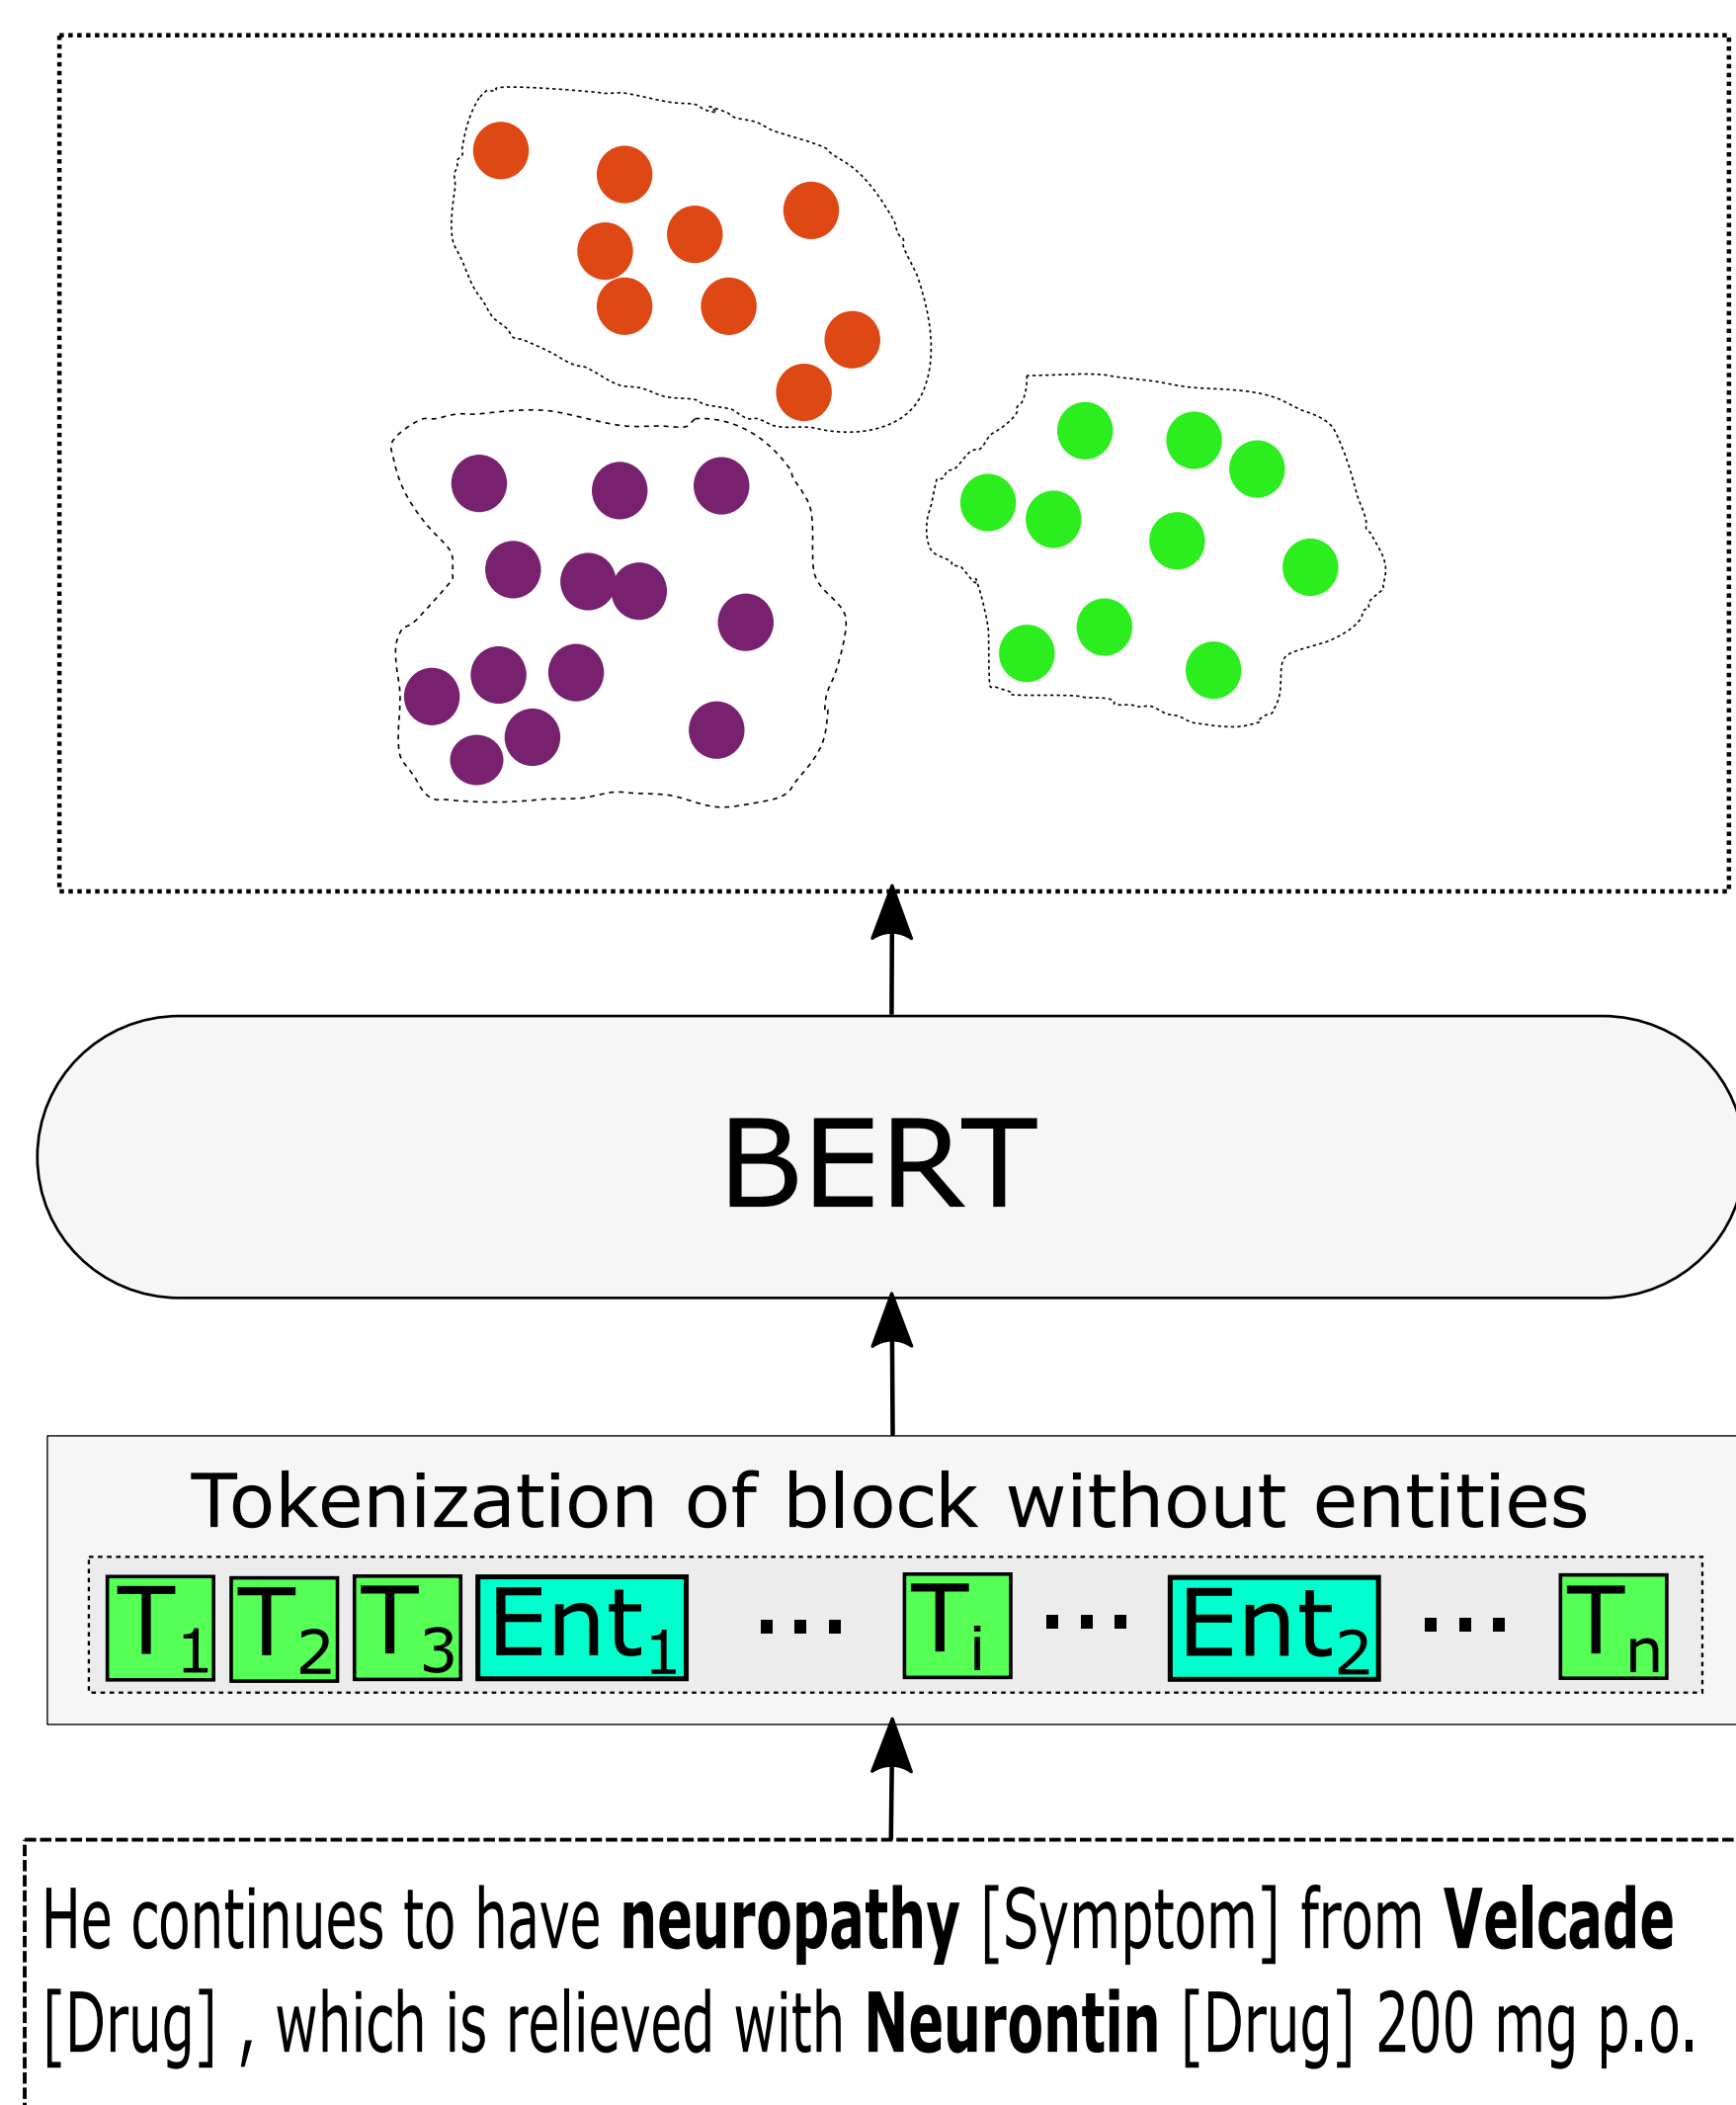 BERT
Tokenization of block without entities
T1 T2 T3 Ent1 ... Ti ... Ent2 ... Tn
He continues to have neuropathy [Symptom] from Velcade
[Drug] , which is relieved with Neurontin [Drug] 200 mg p.o.